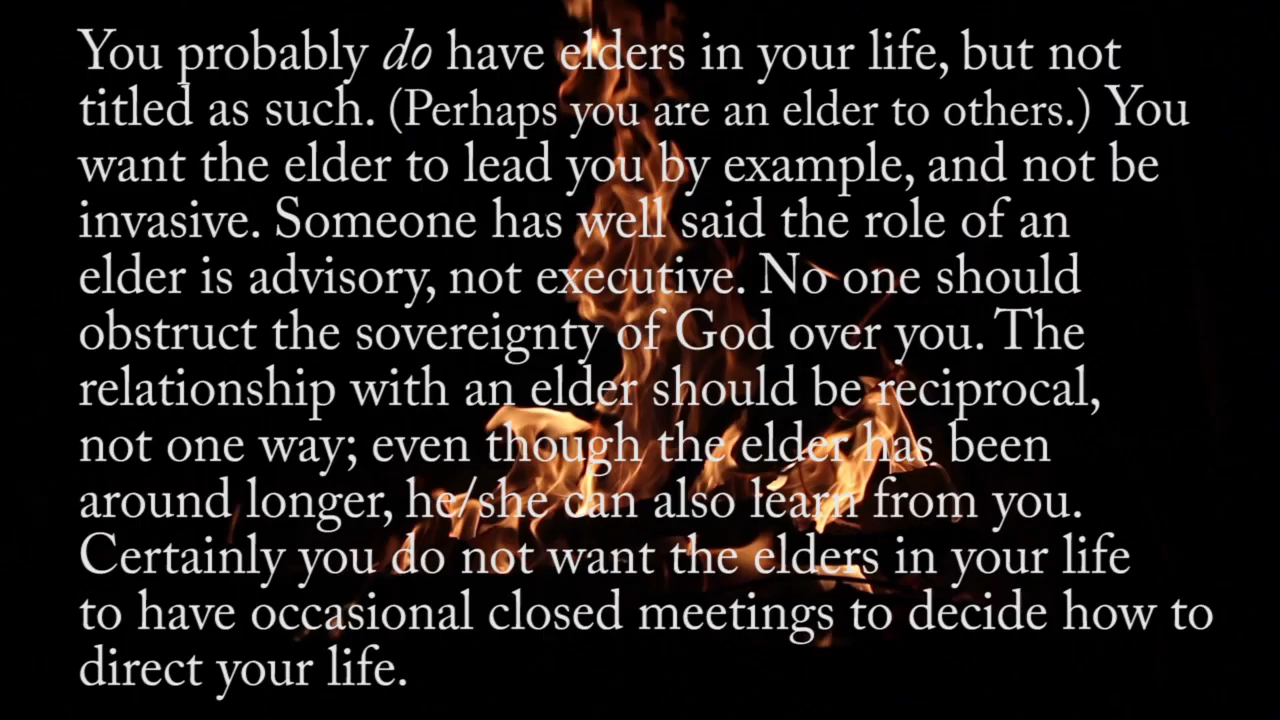 You probably do have elders in your life, but not
titled as such. (Perhaps you are an elder to others.) You
want the elder to lead you by example, and not be
invasive. Someone has well said the role of an
elder is advisory, not executive. No one should
obstruct the sovereignty of God over you. The
relationship with an elder should be reciprocal,
not one way; even though the elder has been
around longer, he/she can also learn from you.
Certainly you do not want the elders in your life
to have occasional closed meetings to decide how to
direct your life.